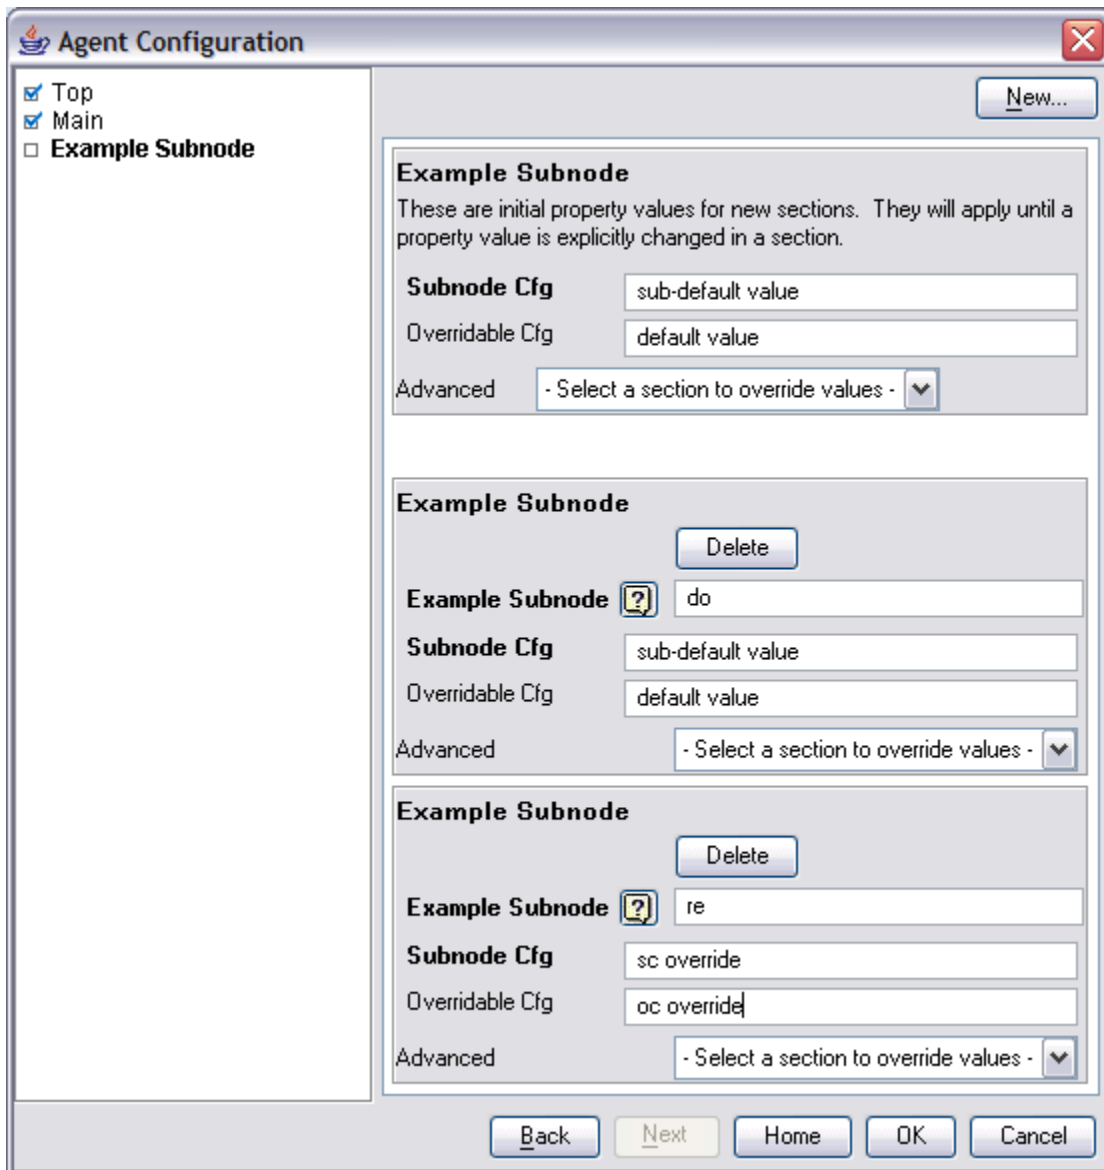 Agent Configuration
Top
Main
Example Subnode
New...
Example Subnode
These are initial property values for new sections.  They will apply until a
property value is explicitly changed in a section.
Subnode Cfg sub-default value
Overridable Cfg default value
Advanced - Select a section to override values -
Example Subnode
Delete
Example Subnode ? do
Subnode Cfg sub-default value
Overridable Cfg default value
Advanced - Select a section to override values -
Example Subnode
Delete
Example Subnode ? re
Subnode Cfg sc override
Overridable Cfg oc override
Advanced - Select a section to override values -
Back Next Home OK Cancel